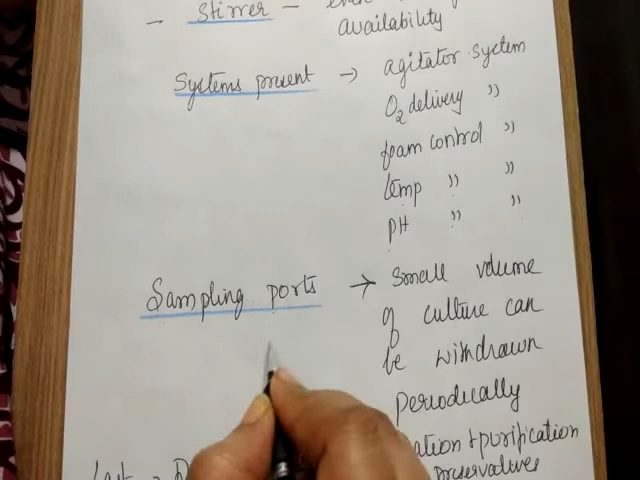 - Stirrer -
availability
Systems present → agitator system
O2 delivery "
foam control "
temp " "
pH " "
Sampling ports → small volume
of culture can
be withdrawn
periodically
ation + purification
preservatives